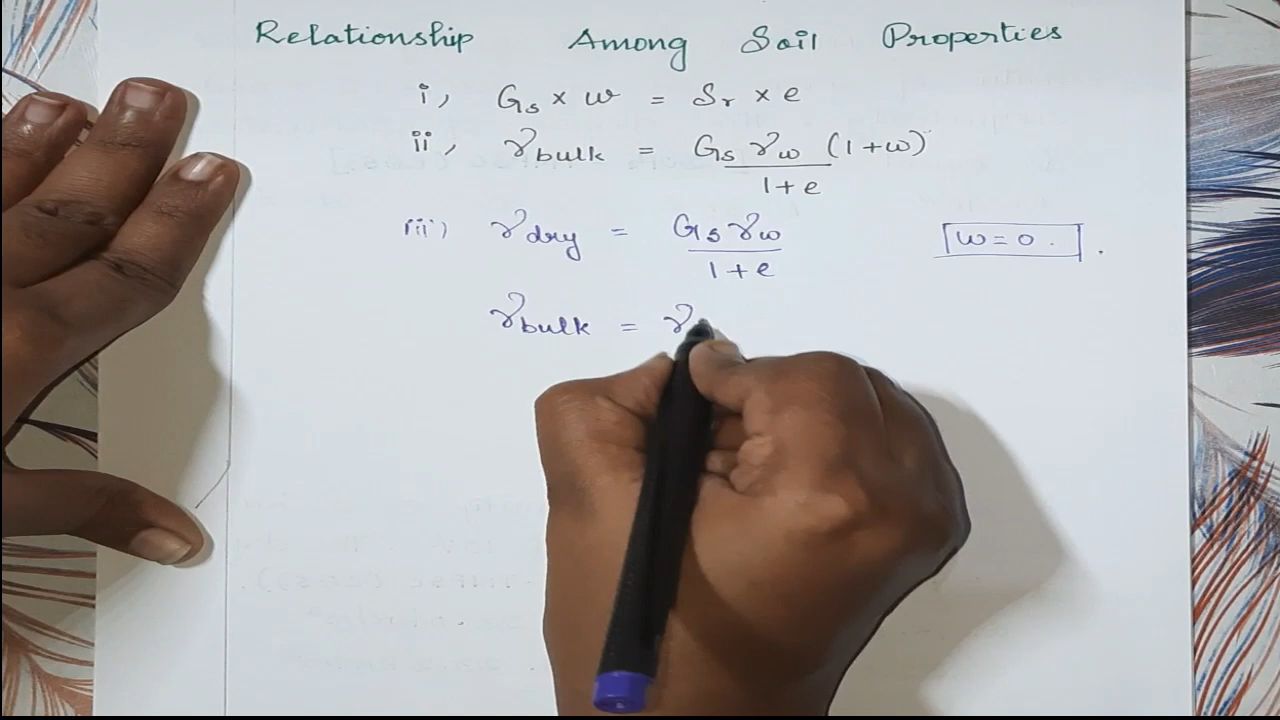 Relationship Among Soil Properties
i, Gs × w = Sr × e
ii, γbulk = Gs γw (1+w)
1+e
iii) γdry = Gs γw
1+e
w = 0 .
γbulk = γ